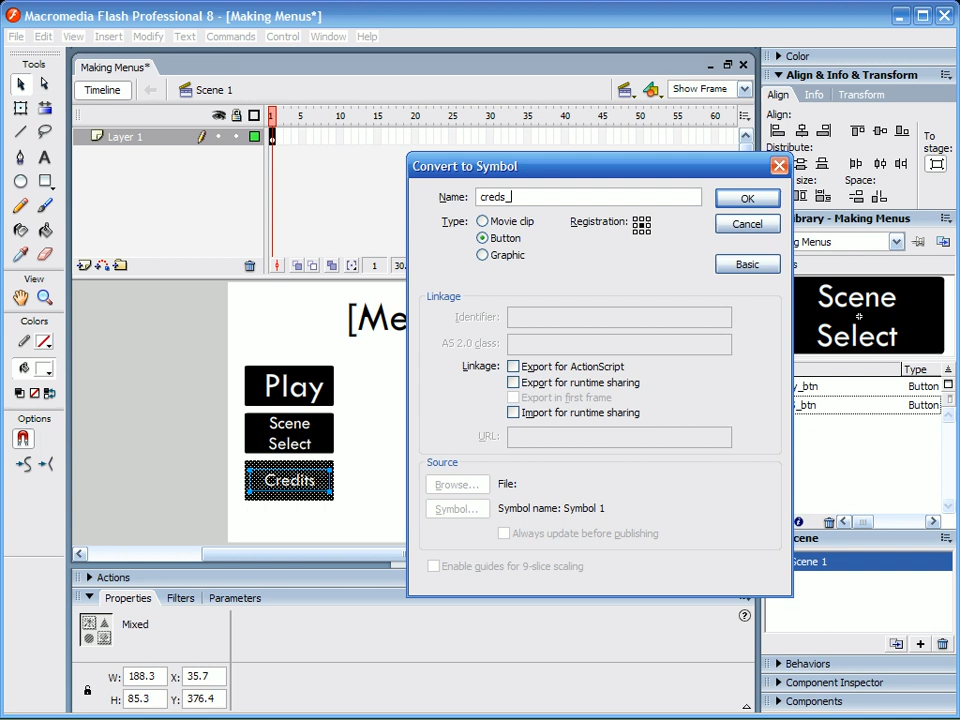 Macromedia Flash Professional 8 - [Making Menus*]
File Edit View Insert Modify Text Commands Control Window Help
Tools
View
Colors
Options
Making Menus*
Timeline
Scene 1
Show Frame
1 5 10 15 20 25 30 35 40 45 50 55 60
Layer 1
1
30.
[Me
Play
Scene
Select
Credits
Convert to Symbol
Name: creds_
OK
Type: Movie clip
Registration:
Cancel
Button
Graphic
Basic
Linkage
Identifier:
AS 2.0 class:
Linkage: Export for ActionScript
Export for runtime sharing
Export in first frame
Import for runtime sharing
URL:
Source
Browse...
File:
Symbol...
Symbol name: Symbol 1
Always update before publishing
Enable guides for 9-slice scaling
Color
Align & Info & Transform
Align Info Transform
Align:
Distribute:
To
stage:
size:
Space:
ibrary - Making Menus
ng Menus
s
Scene
Select
Type
y_btn Button
S_btn Button
cene
Scene 1
Behaviors
Component Inspector
Components
Actions
Properties Filters Parameters
Mixed
W: 188.3 X: 35.7
H: 85.3 Y: 376.4